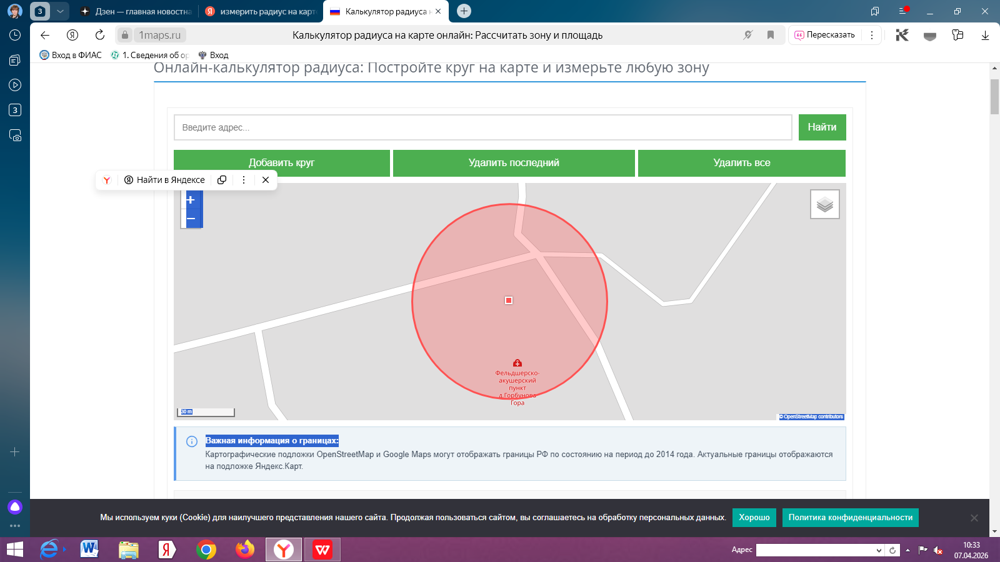 3
Дзен — главная новостна
измерить радиус на карте
Калькулятор радиуса н
1maps.ru
Калькулятор радиуса на карте онлайн: Рассчитать зону и площадь
Пересказать
Вход в ФИАС
1. Сведения об ор
Вход
3
Онлайн-калькулятор радиуса: Постройте круг на карте и измерьте любую зону
Введите адрес...
Найти
Добавить круг
Удалить последний
Удалить все
Найти в Яндексе
+
−
Фельдшерско-
акушерский
пункт
д.Горбунова
Гора
30 m
© OpenStreetMap contributors
Важная информация о границах:
Картографические подложки OpenStreetMap и Google Maps могут отображать границы РФ по состоянию на период до 2014 года. Актуальные границы отображаются
на подложке Яндекс.Карт.
Мы используем куки (Cookie) для наилучшего представления нашего сайта. Продолжая пользоваться сайтом, вы соглашаетесь на обработку персональных данных.
Хорошо
Политика конфиденциальности
Адрес
10:33
07.04.2026